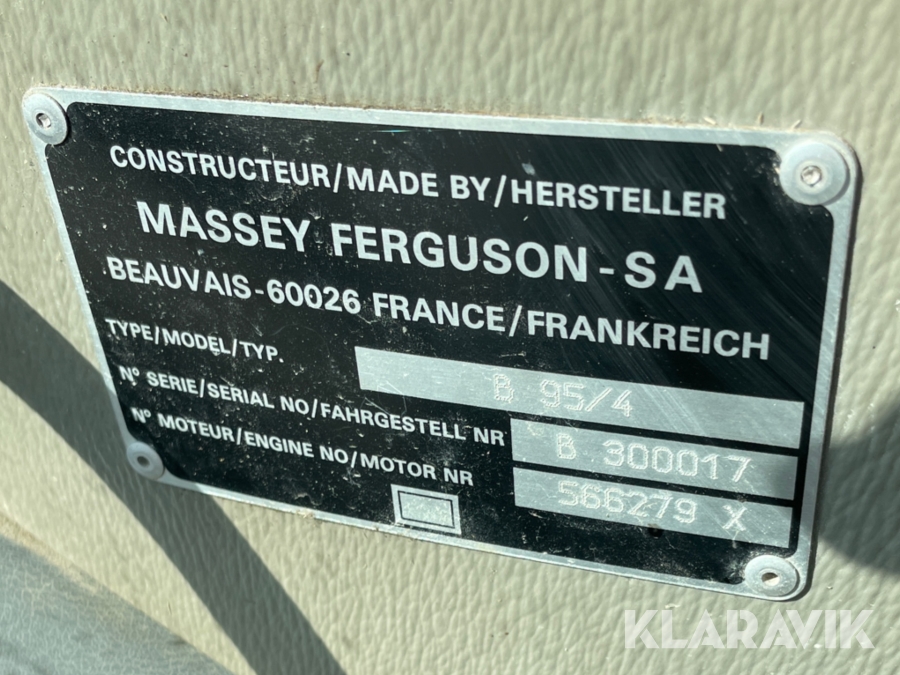 CONSTRUCTEUR/MADE BY/HERSTELLER
MASSEY FERGUSON-SA
BEAUVAIS-60026 FRANCE/FRANKREICH
TYPE/MODEL/TYP. B 95/4
N° SERIE/SERIAL NO/FAHRGESTELL NR B 300017
N° MOTEUR/ENGINE NO/MOTOR NR 566279 X
KLARAVIK